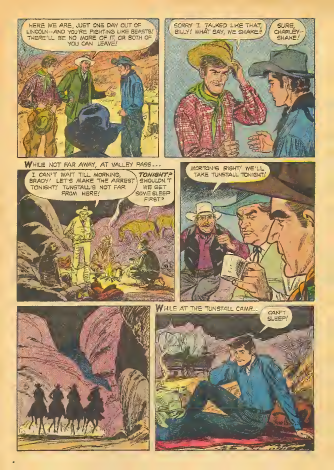 HERE WE ARE, JUST ONE DAY OUT OF
LINCOLN--AND YOU'RE FIGHTING LIKE BEASTS!
THERE'LL BE NO MORE OF IT OR BOTH OF
YOU CAN LEAVE!
SORRY I TALKED LIKE THAT,
BILLY! WHAT SAY, WE SHAKE?
SURE,
CHARLEY--
SHAKE!
WHILE NOT FAR AWAY, AT VALLEY PASS...
I CAN'T WAIT TILL MORNING,
BRADY! LET'S MAKE THE ARREST
TONIGHT! TUNSTALL'S NOT FAR
FROM HERE!
TONIGHT?
SHOULDN'T
WE GET
SOME SLEEP
FIRST?
MORTON'S RIGHT! WE'LL
TAKE TUNSTALL TONIGHT!
WHILE AT THE TUNSTALL CAMP...
CAN'T
SLEEP!